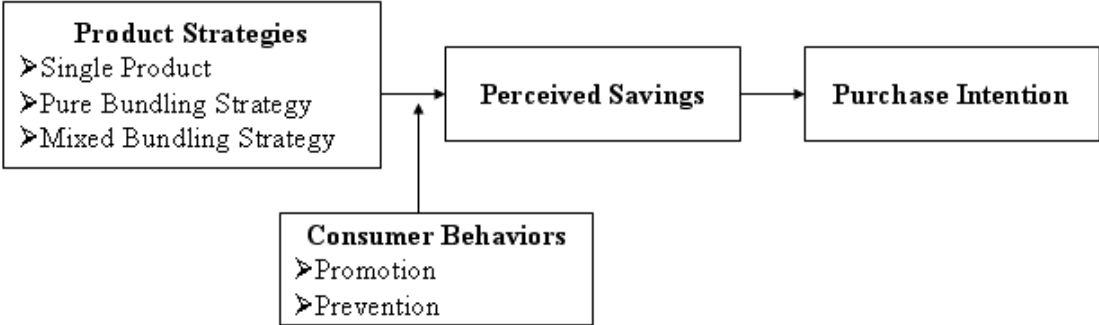 Product Strategies
➢Single Product
➢Pure Bundling Strategy
➢Mixed Bundling Strategy
Perceived Savings
Purchase Intention
Consumer Behaviors
➢Promotion
➢Prevention